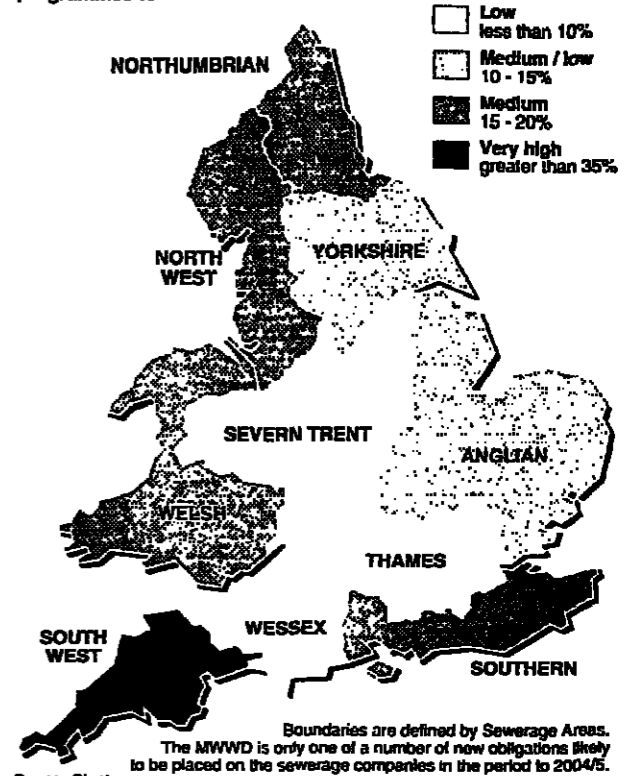 Low
less than 10%
Medium / low
10 - 15%
Medium
15 - 20%
Very high
greater than 35%
NORTHUMBRIAN
NORTH
WEST
YORKSHIRE
SEVERN TRENT
ANGLIAN
WELSH
THAMES
WESSEX
SOUTH
WEST
SOUTHERN
Boundaries are defined by Sewerage Areas.
The MWWD is only one of a number of new obligations likely
to be placed on the sewerage companies in the period to 2004/5.